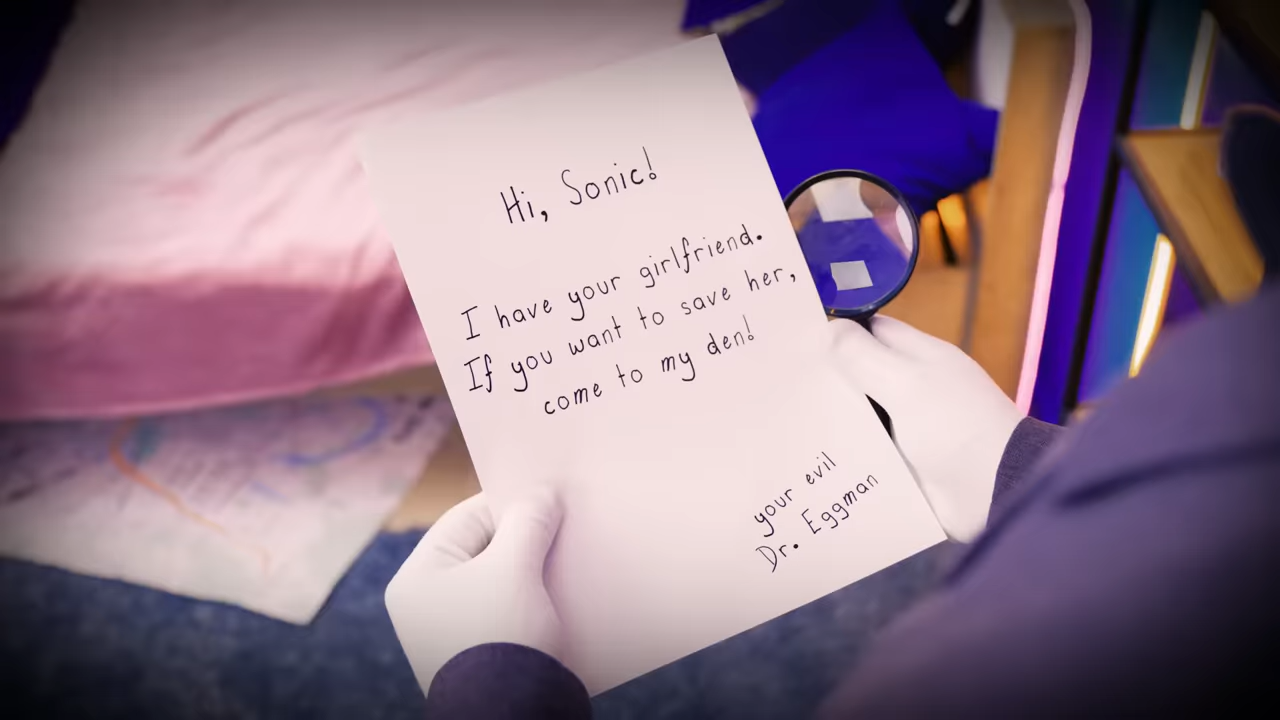 Hi, Sonic!
I have your girlfriend.
If you want to save her,
come to my den!
your evil
Dr. Eggman